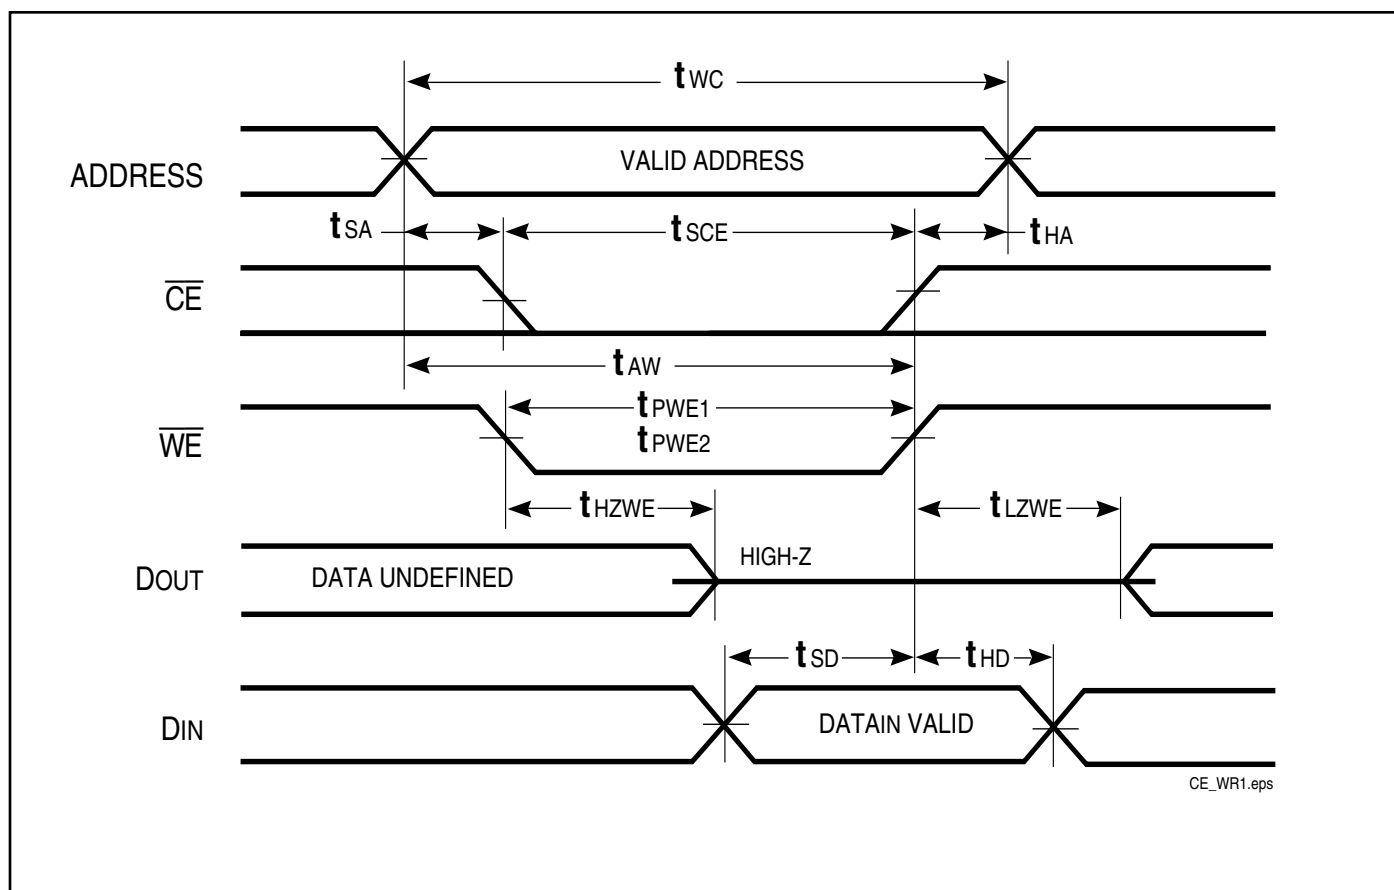 tWC
ADDRESS
VALID ADDRESS
tSA
tSCE
tHA
CE
tAW
tPWE1
WE
tPWE2
tHZWE
tLZWE
DOUT
DATA UNDEFINED
HIGH-Z
tSD
tHD
DIN
DATAIN VALID
CE_WR1.eps